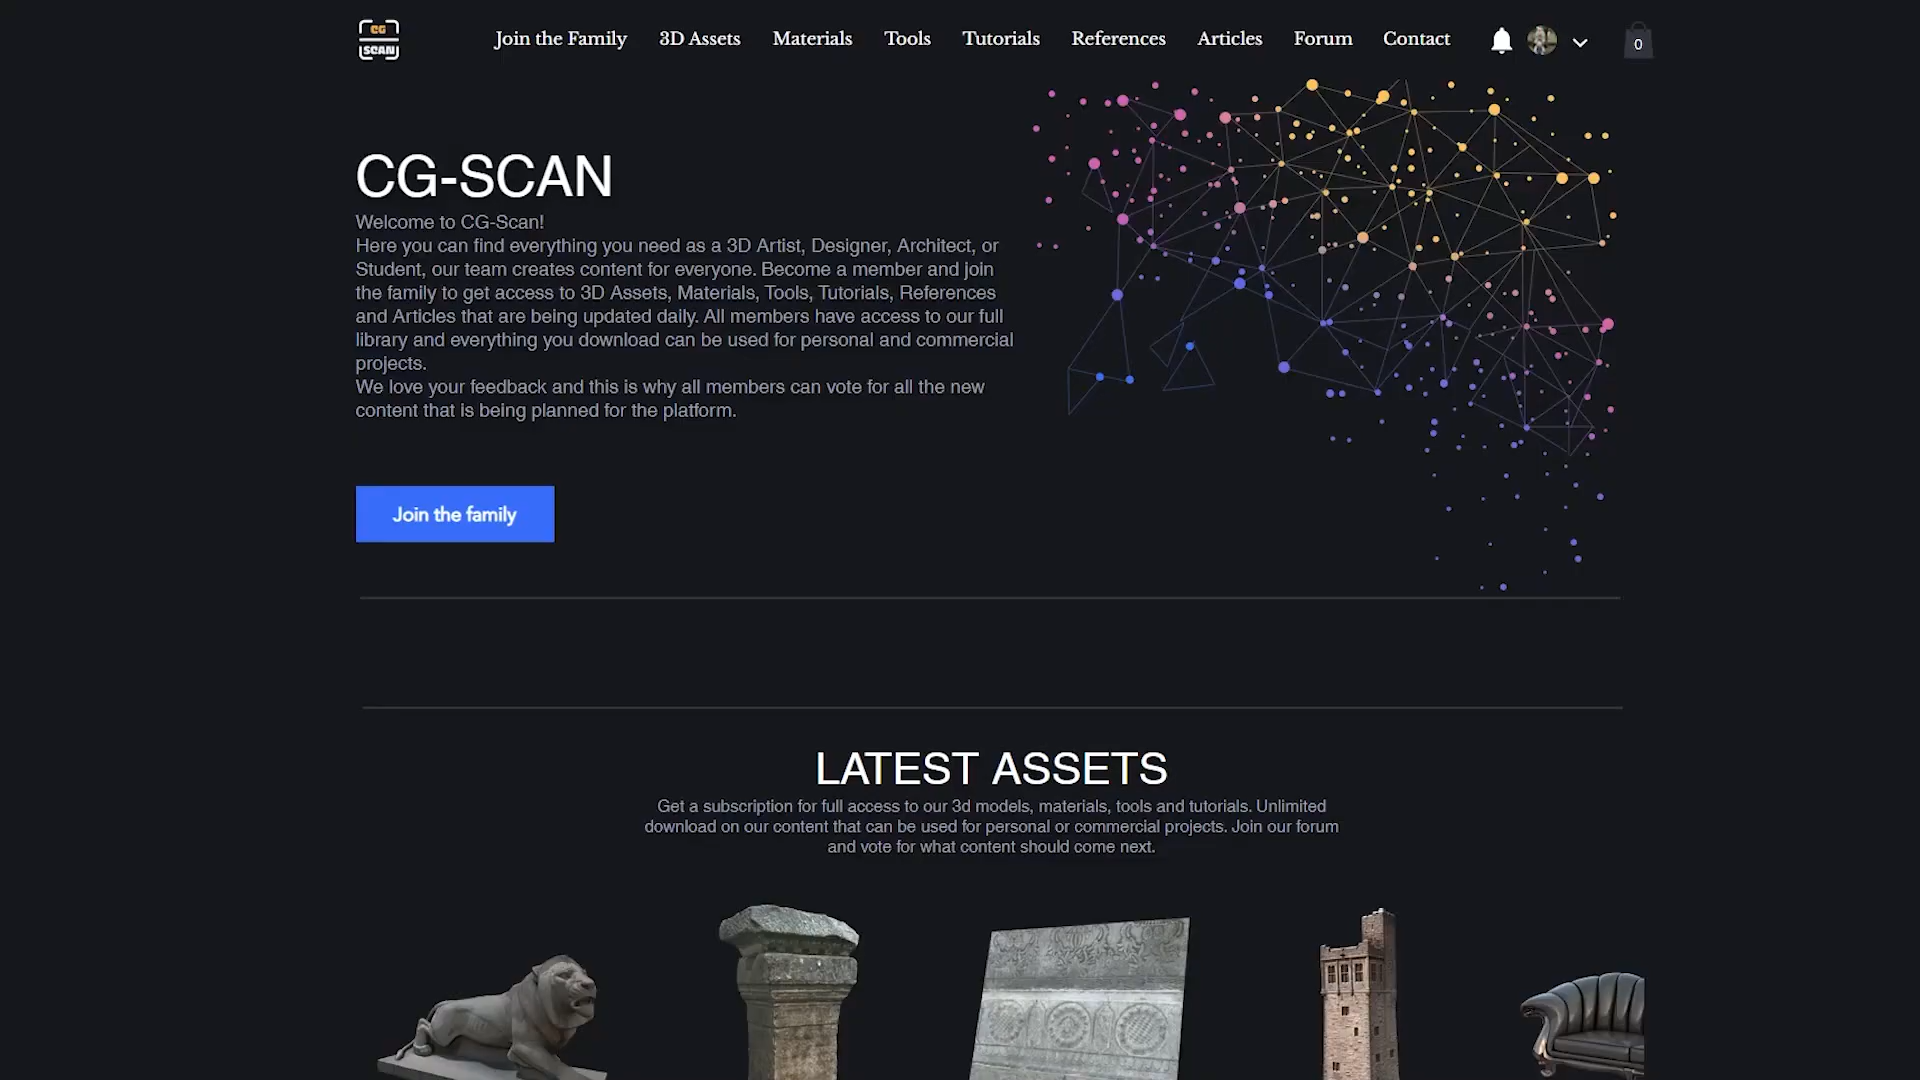 CG
SCAN
Join the Family
3D Assets
Materials
Tools
Tutorials
References
Articles
Forum
Contact
0
CG-SCAN
Welcome to CG-Scan!
Here you can find everything you need as a 3D Artist, Designer, Architect, or
Student, our team creates content for everyone. Become a member and join
the family to get access to 3D Assets, Materials, Tools, Tutorials, References
and Articles that are being updated daily. All members have access to our full
library and everything you download can be used for personal and commercial
projects.
We love your feedback and this is why all members can vote for all the new
content that is being planned for the platform.
Join the family
LATEST ASSETS
Get a subscription for full access to our 3d models, materials, tools and tutorials. Unlimited
download on our content that can be used for personal or commercial projects. Join our forum
and vote for what content should come next.